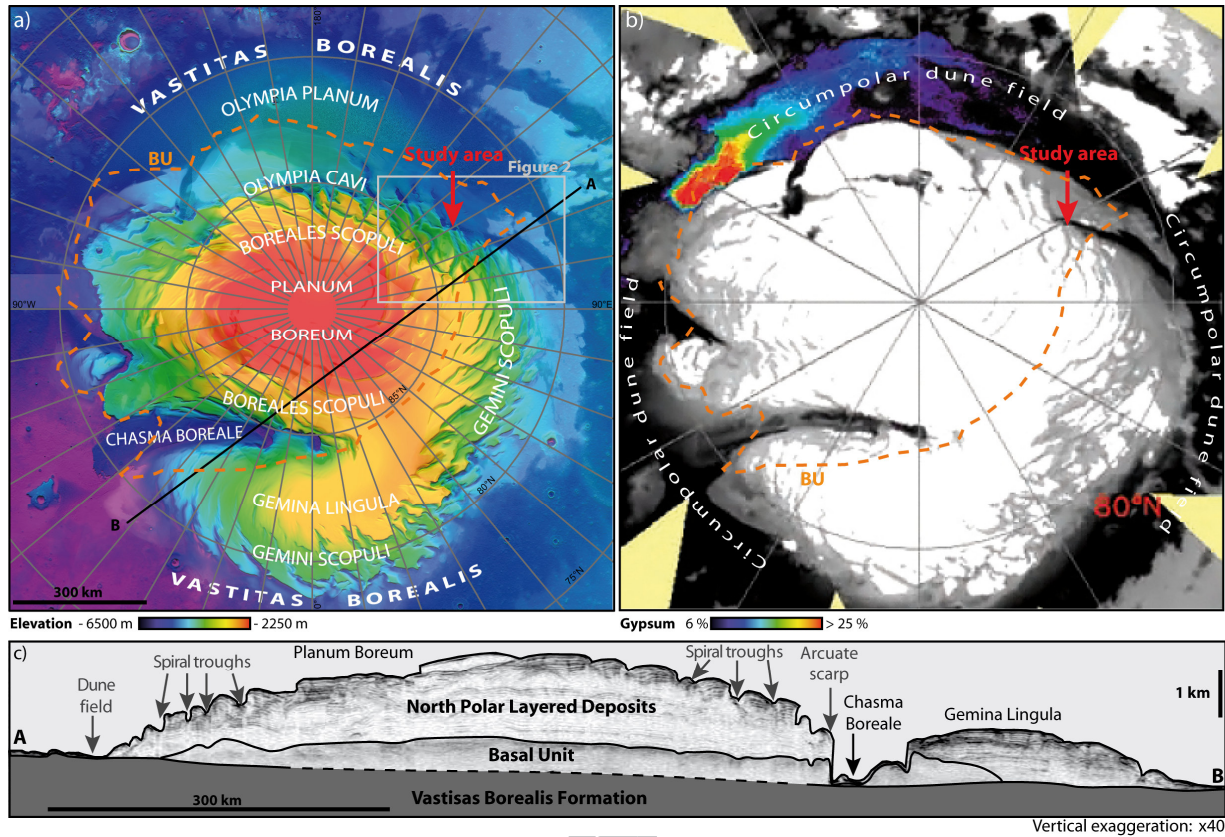 a)
180°
VASTITAS BOREALIS
OLYMPIA PLANUM
BU
Study area
Figure 2
A
OLYMPIA CAVI
BOREALES SCOPULI
PLANUM
90°W
90°E
BOREUM
GEMINI SCOPULI
85°N
BOREALES SCOPULI
CHASMA BOREALE
80°N
GEMINA LINGULA
B
GEMINI SCOPULI
75°N
VASTITAS BOREALIS
300 km
Elevation - 6500 m - 2250 m
b)
Circumpolar dune field
Study area
Circumpolar dune field
Circumpolar dune field
BU
80°N
Gypsum 6 % > 25 %
c)
Spiral troughs
Planum Boreum
Spiral troughs
Arcuate
scarp
Dune
field
1 km
North Polar Layered Deposits
Chasma
Boreale
Gemina Lingula
A
Basal Unit
B
300 km
Vastisas Borealis Formation
Vertical exaggeration: x40